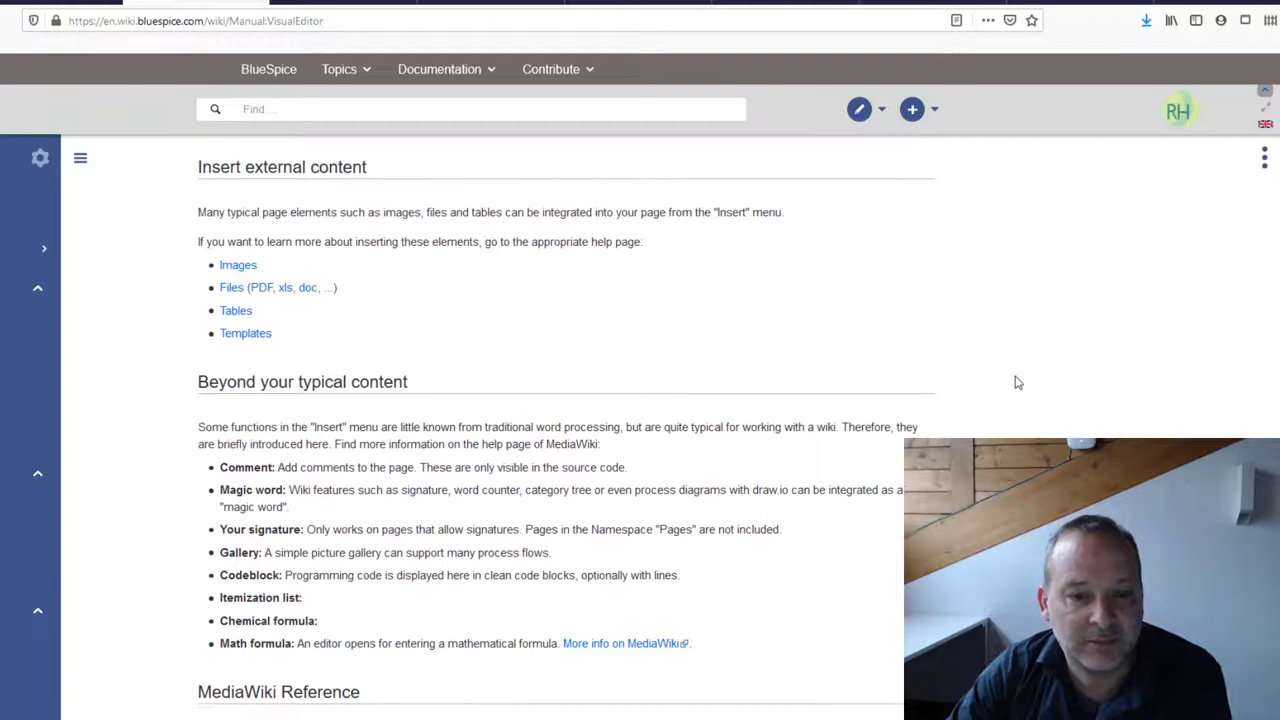 https://en.wiki.bluespice.com/wiki/Manual:VisualEditor
BlueSpice Topics Documentation Contribute
Find ...
RH
Insert external content
Many typical page elements such as images, files and tables can be integrated into your page from the "Insert" menu.
If you want to learn more about inserting these elements, go to the appropriate help page:
Images
Files (PDF, xls, doc, ...)
Tables
Templates
Beyond your typical content
Some functions in the "Insert" menu are little known from traditional word processing, but are quite typical for working with a wiki. Therefore, they
are briefly introduced here. Find more information on the help page of MediaWiki:
Comment: Add comments to the page. These are only visible in the source code.
Magic word: Wiki features such as signature, word counter, category tree or even process diagrams with draw.io can be integrated as a
"magic word".
Your signature: Only works on pages that allow signatures. Pages in the Namespace "Pages" are not included.
Gallery: A simple picture gallery can support many process flows.
Codeblock: Programming code is displayed here in clean code blocks, optionally with lines.
Itemization list:
Chemical formula:
Math formula: An editor opens for entering a mathematical formula. More info on MediaWiki.
MediaWiki Reference